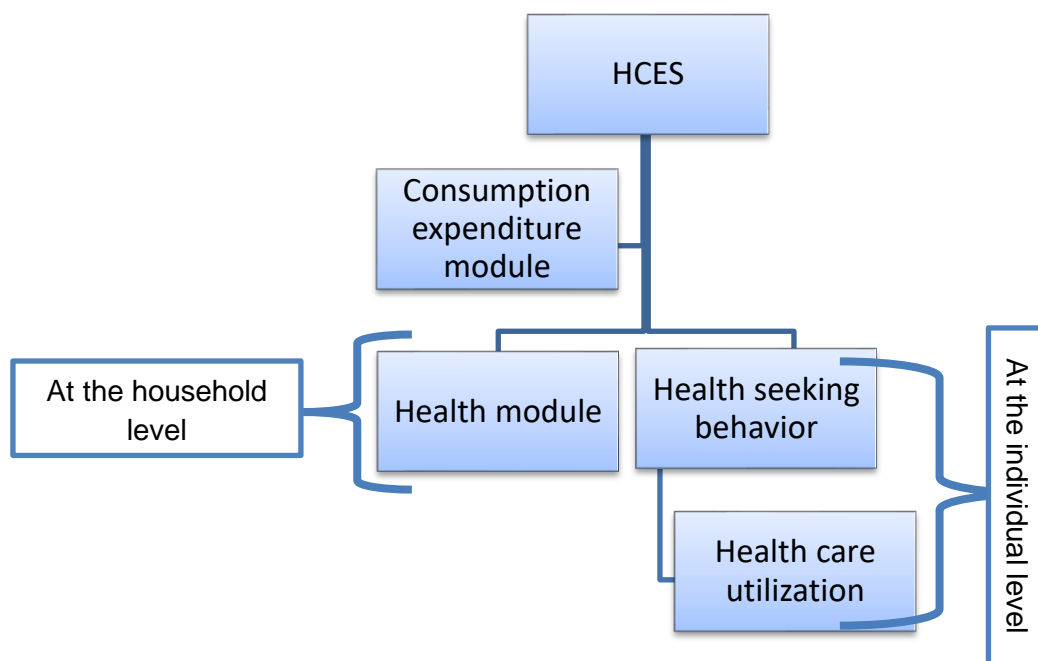 HCES
Consumption
expenditure
module
At the household
level
Health module
Health seeking
behavior
Health care
utilization
At the individual level